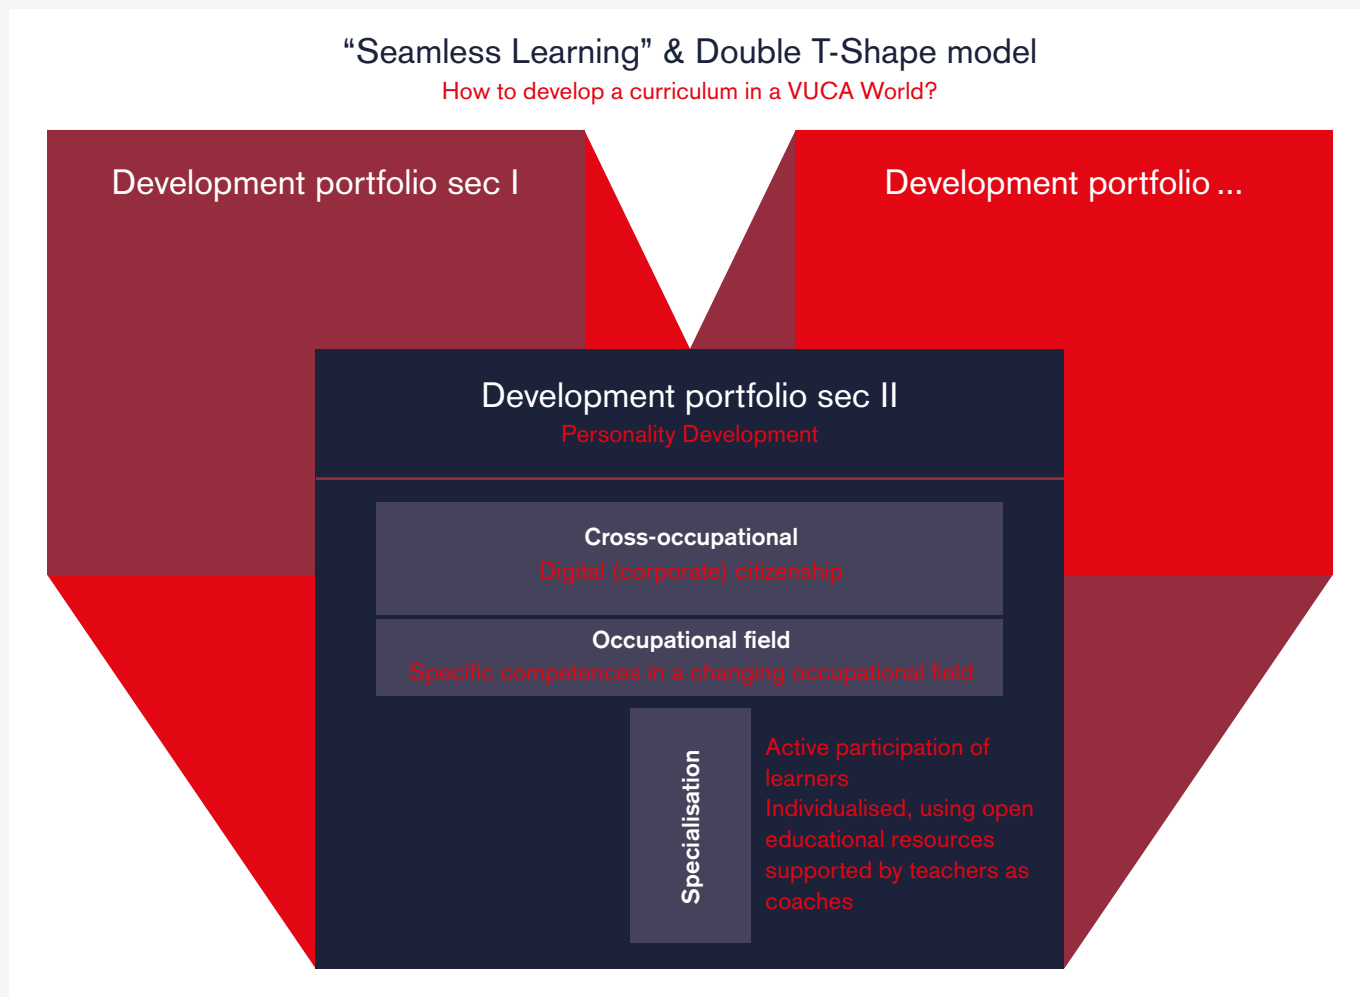 “Seamless Learning” & Double T-Shape model
How to develop a curriculum in a VUCA World?
Development portfolio sec I
Development portfolio ...
Development portfolio sec II
Personality Development
Cross-occupational
Digital (corporate) citizenship
Occupational field
Specific competences in a changing occupational field
Specialisation
Active participation of
learners
Individualised, using open
educational resources
supported by teachers as
coaches